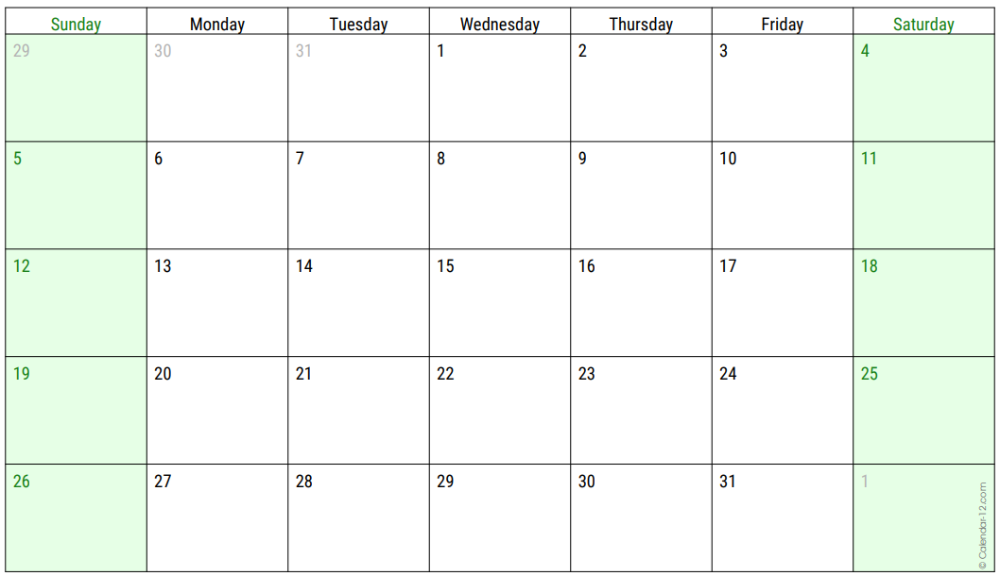 Sunday Monday Tuesday Wednesday Thursday Friday Saturday
29 30 31 1 2 3 4
5 6 7 8 9 10 11
12 13 14 15 16 17 18
19 20 21 22 23 24 25
26 27 28 29 30 31 1
© Calendar-12.com